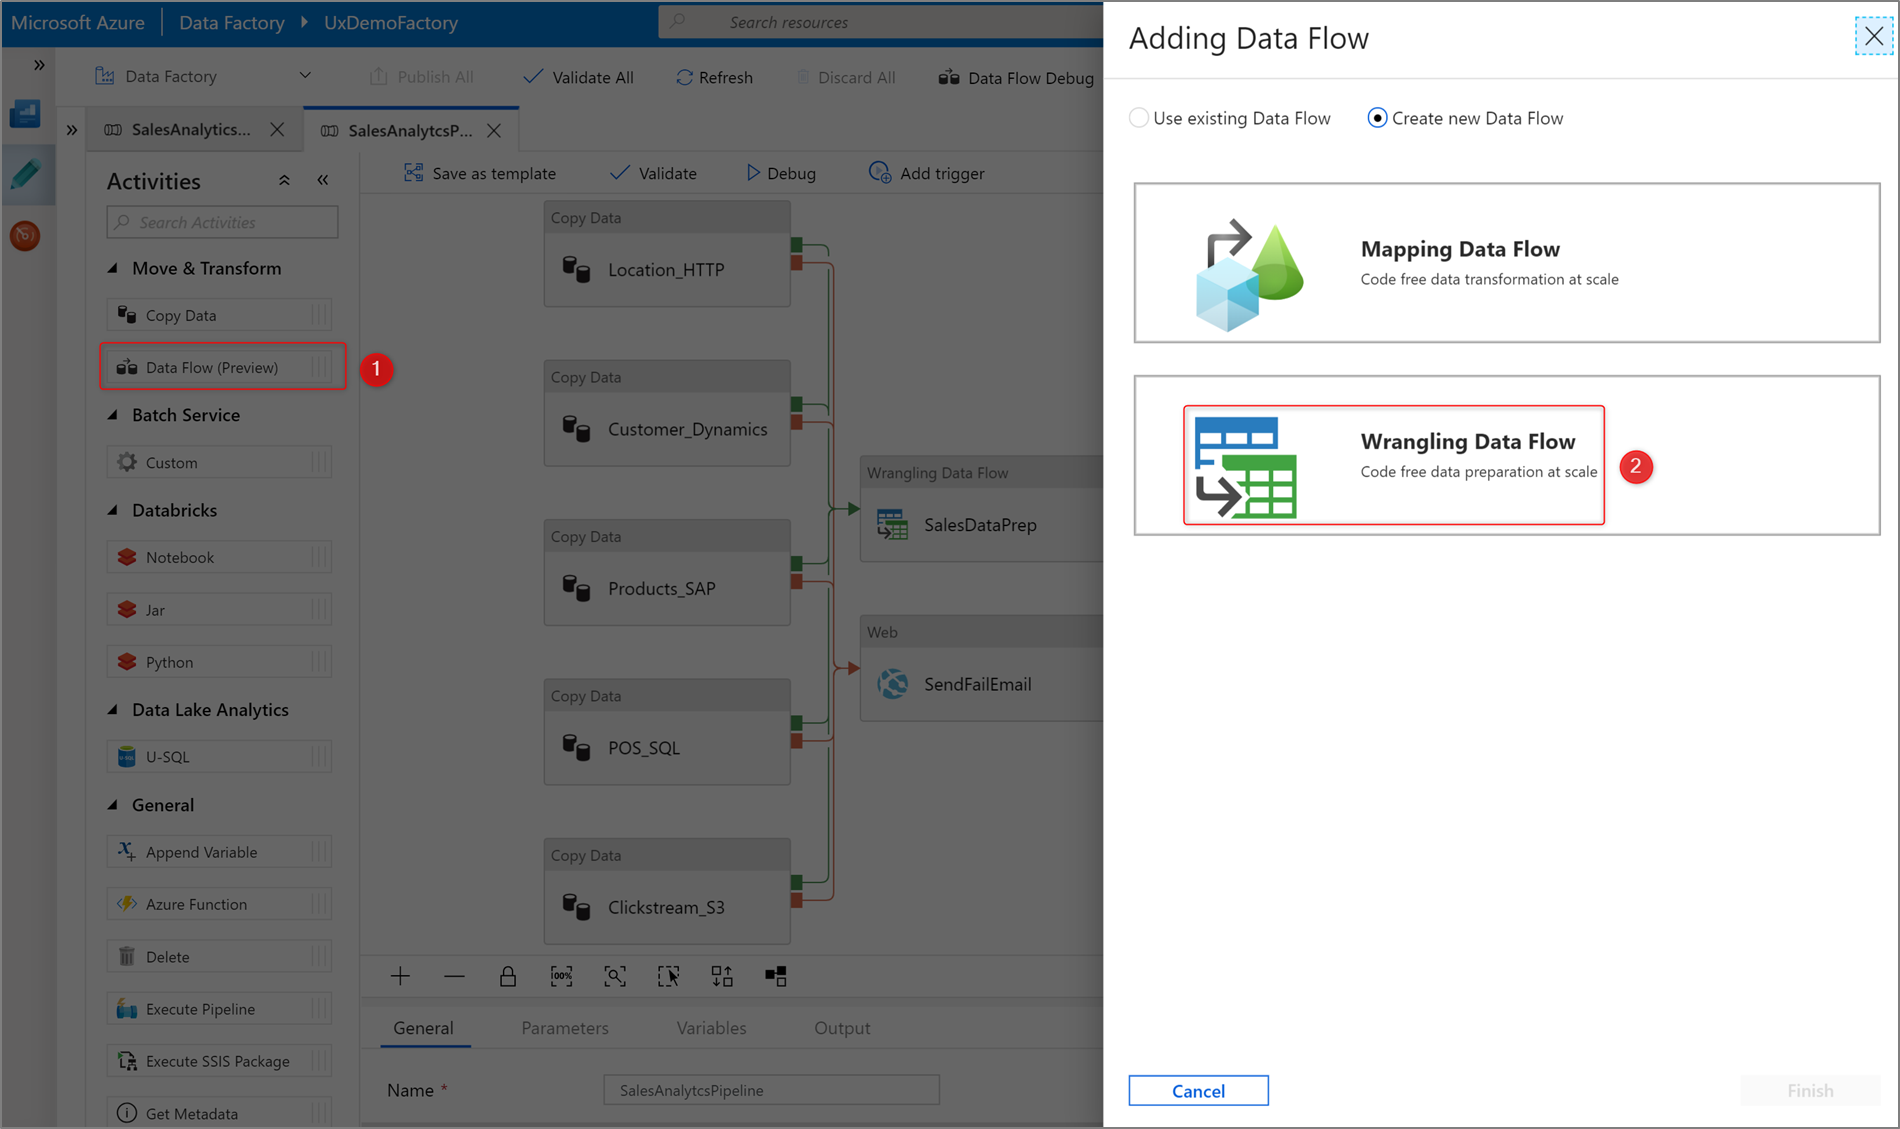 Microsoft Azure
Data Factory
UxDemoFactory
Search resources
»
Data Factory
Publish All
Validate All
Refresh
Discard All
Data Flow Debug
»
SalesAnalytics...
SalesAnalytcsP...
Activities
«
Search Activities
Move & Transform
Copy Data
Data Flow (Preview)
1
Batch Service
Custom
Databricks
Notebook
Jar
Python
Data Lake Analytics
U-SQL
U-SQL
General
Append Variable
Azure Function
Delete
Execute Pipeline
Execute SSIS Package
Get Metadata
Save as template
Validate
Debug
Add trigger
Copy Data
Location_HTTP
Copy Data
Customer_Dynamics
Copy Data
Products_SAP
Copy Data
POS_SQL
Copy Data
Clickstream_S3
Wrangling Data Flow
SalesDataPrep
Web
SendFailEmail
100%
General
Parameters
Variables
Output
Name *
SalesAnalytcsPipeline
Adding Data Flow
Use existing Data Flow
Create new Data Flow
Mapping Data Flow
Code free data transformation at scale
Wrangling Data Flow
Code free data preparation at scale
2
Cancel
Finish